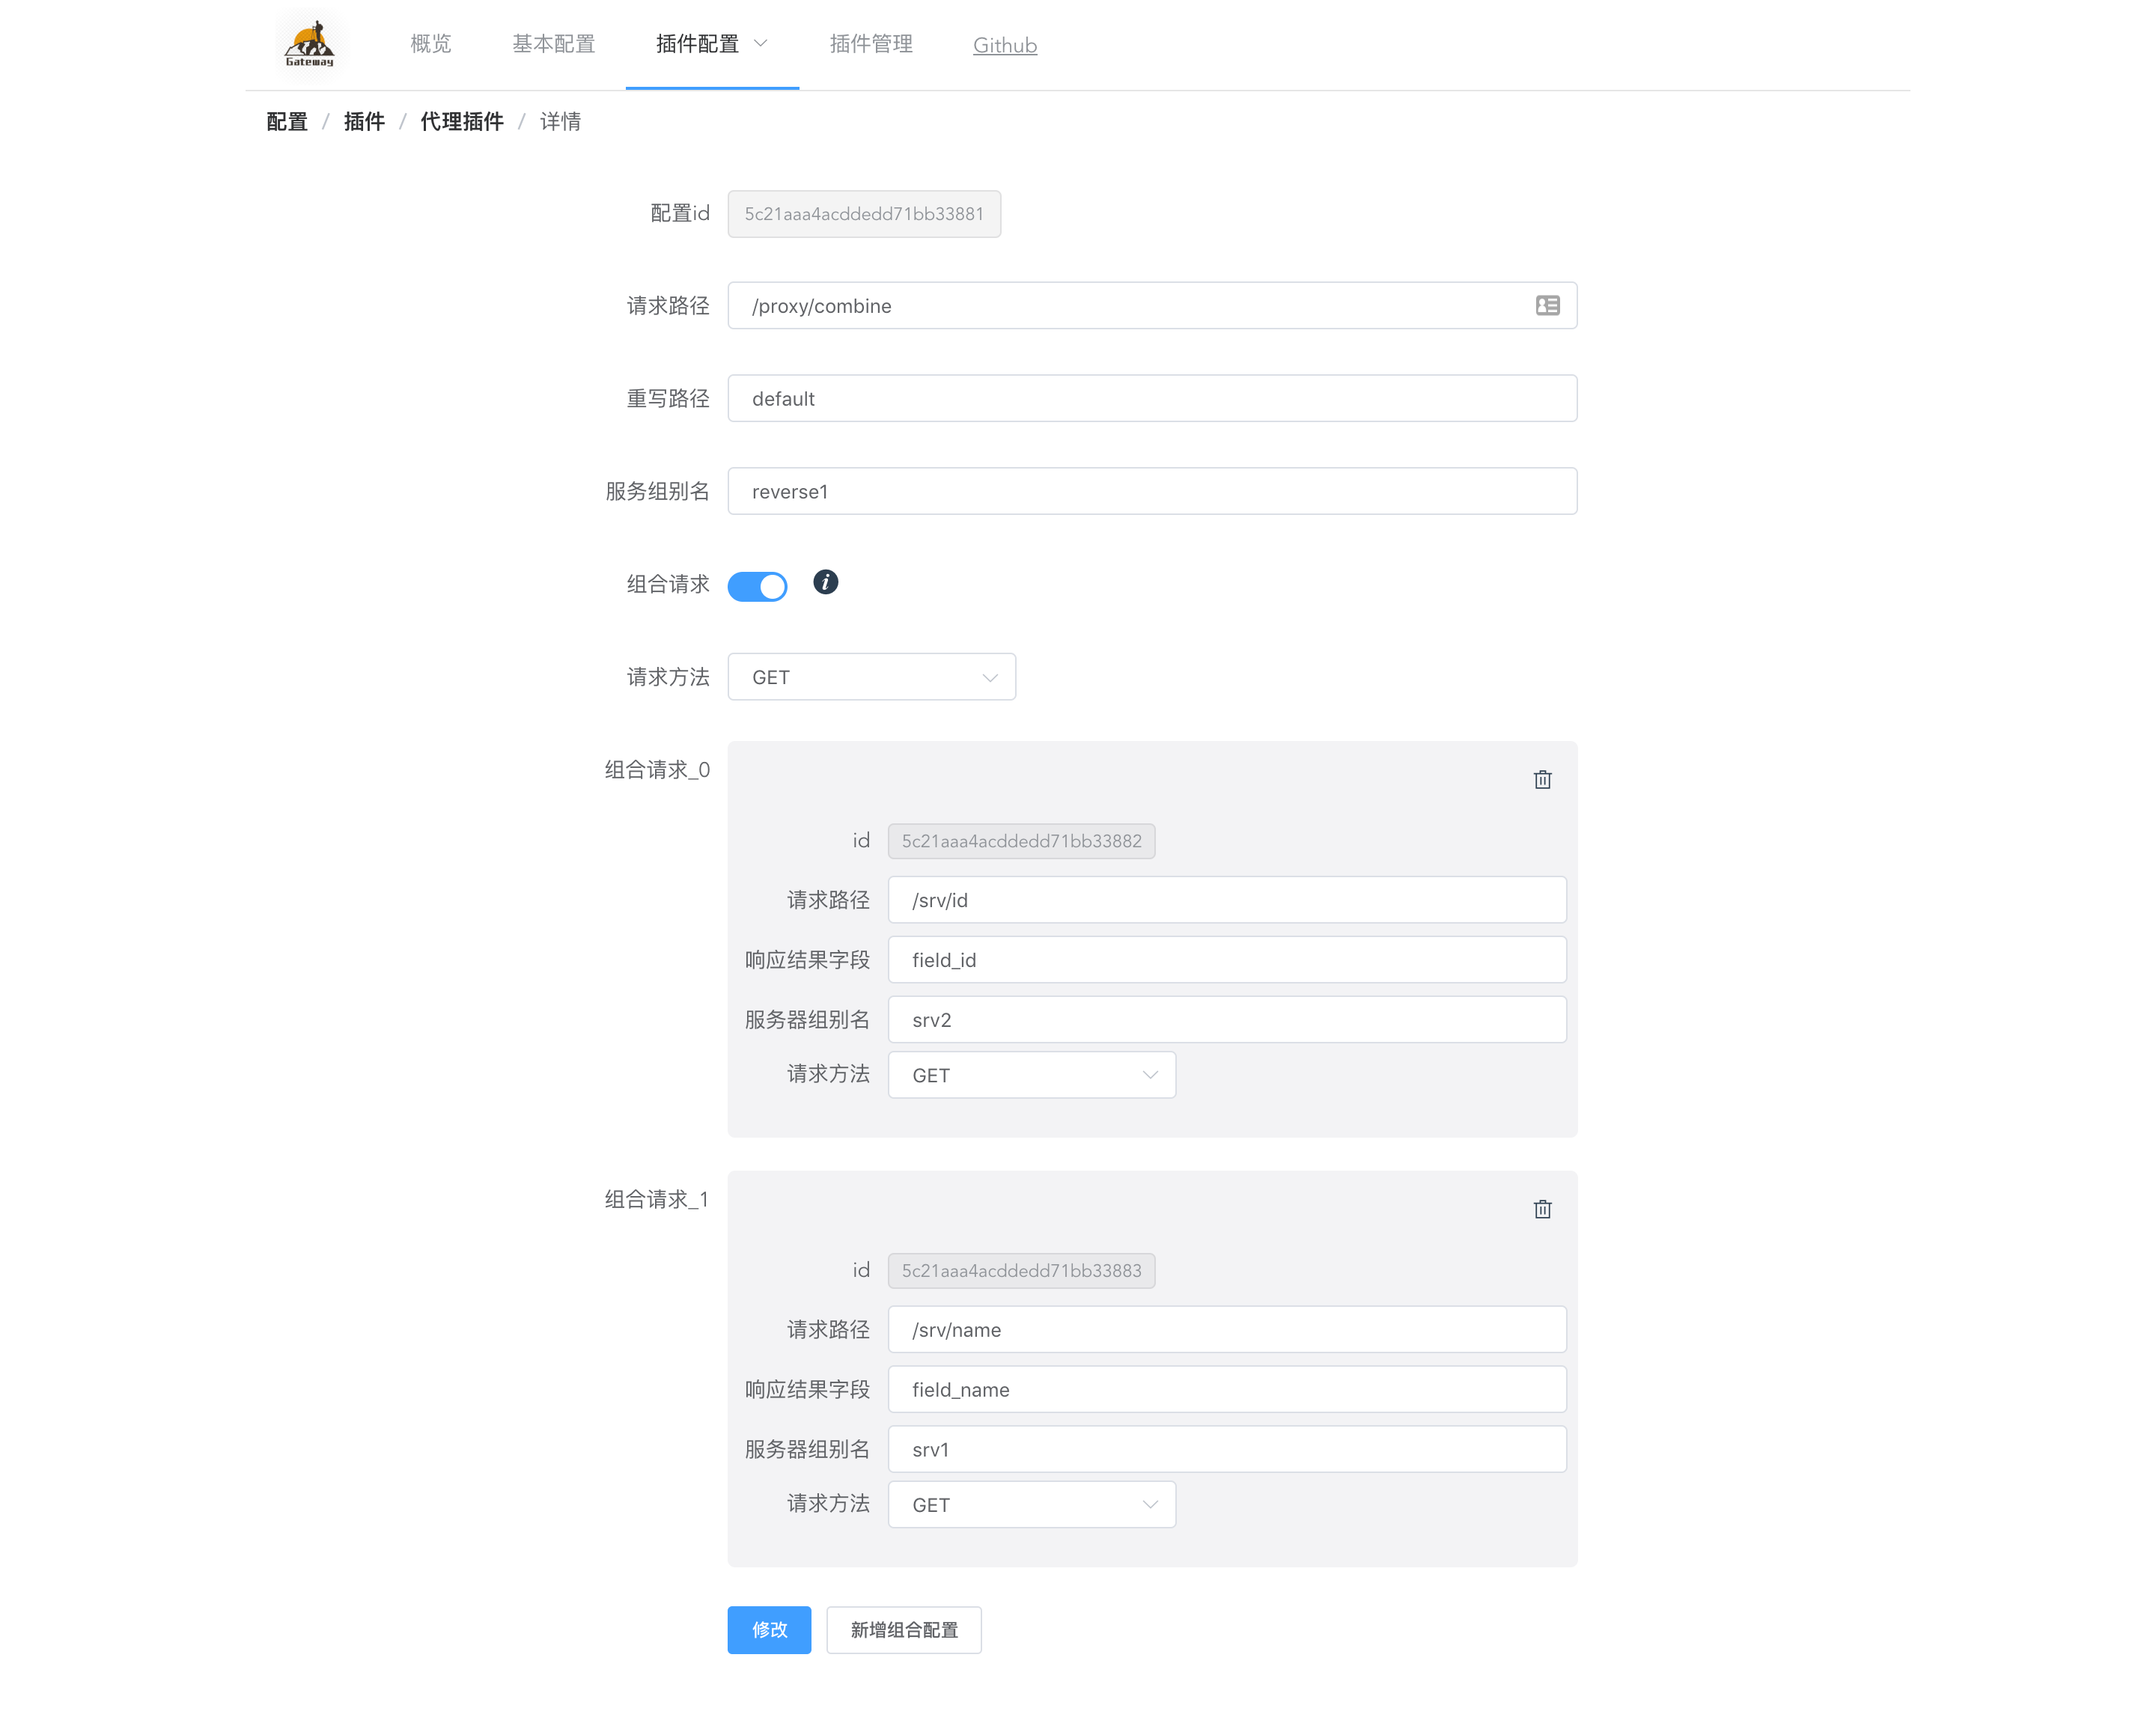 Gateway
概览 基本配置 插件配置 插件管理 Github
配置 / 插件 / 代理插件 / 详情
配置id 5c21aaa4acddedd71bb33881
请求路径 /proxy/combine
重写路径 default
服务组别名 reverse1
组合请求 i
请求方法 GET
组合请求_0
id 5c21aaa4acddedd71bb33882
请求路径 /srv/id
响应结果字段 field_id
服务器组别名 srv2
请求方法 GET
组合请求_1
id 5c21aaa4acddedd71bb33883
请求路径 /srv/name
响应结果字段 field_name
服务器组别名 srv1
请求方法 GET
修改 新增组合配置